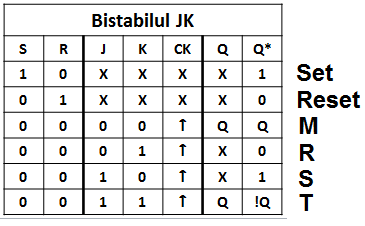 Bistabilul JK
S R J K CK Q Q*
1 0 X X X X 1 Set
0 1 X X X X 0 Reset
0 0 0 0 ↑ Q Q M
0 0 0 1 ↑ X 0 R
0 0 1 0 ↑ X 1 S
0 0 1 1 ↑ Q !Q T